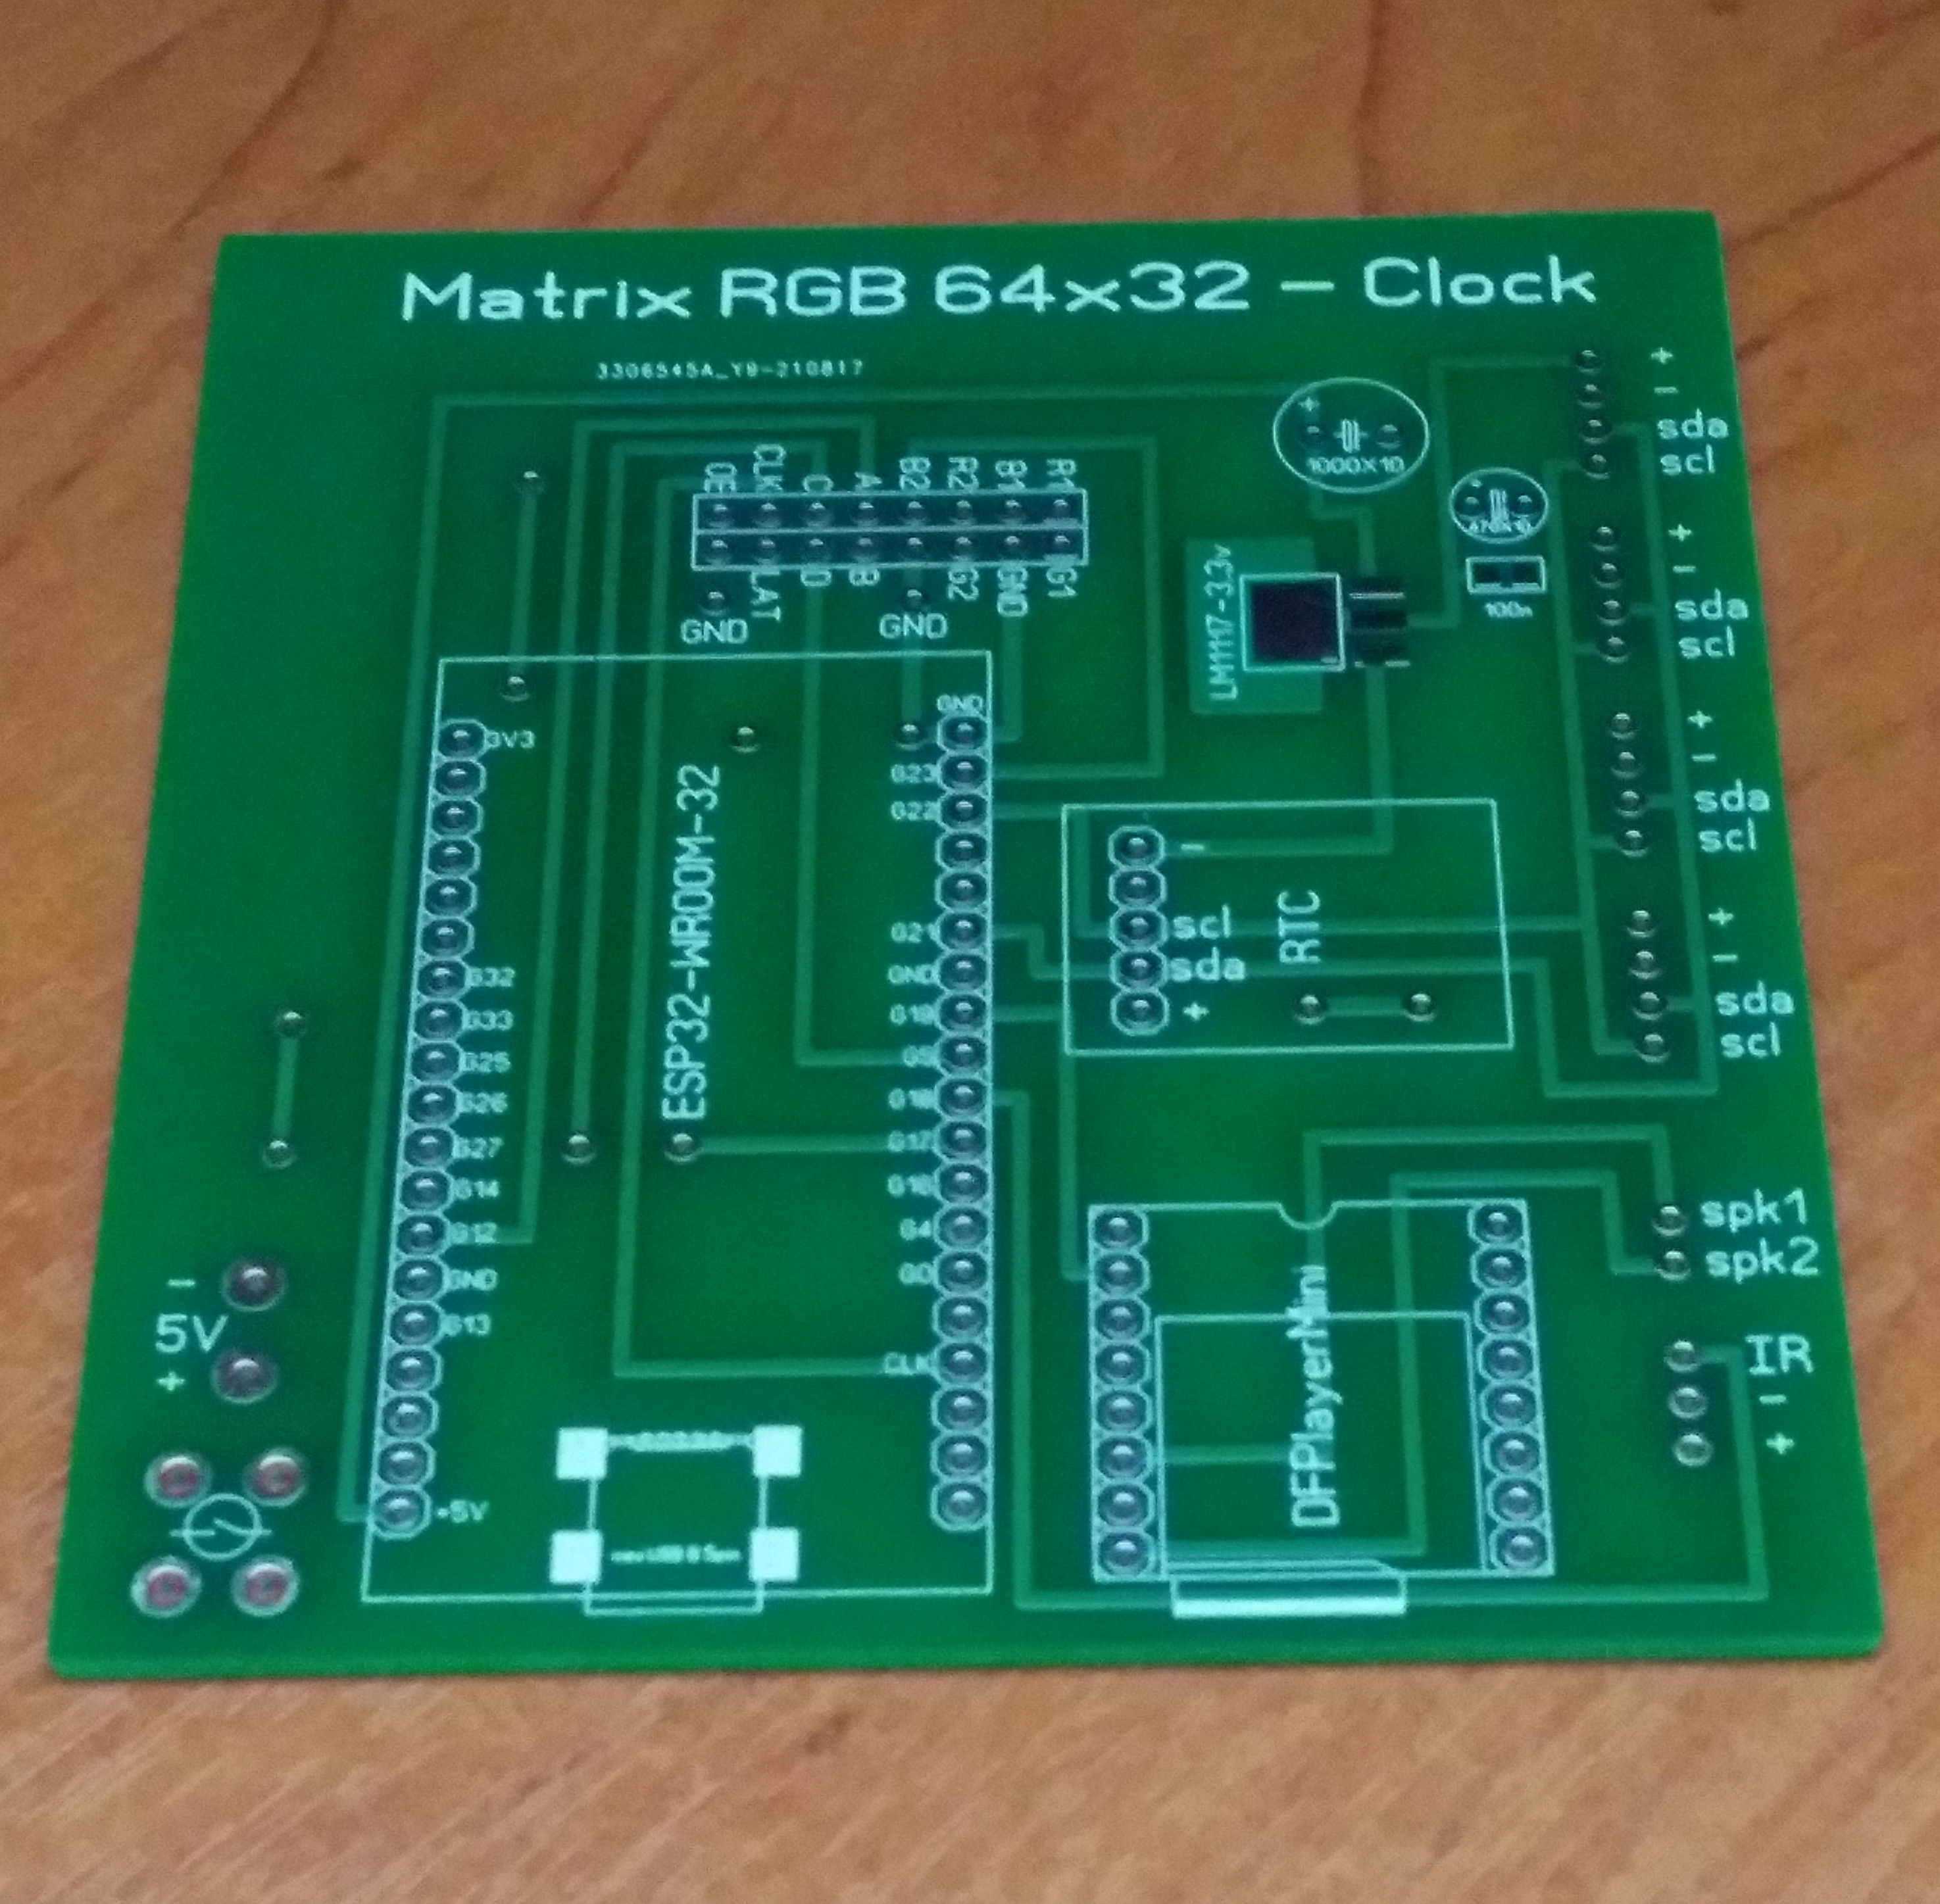 Matrix RGB 64x32 - Clock
3306545A_Y9-210817
+
-
sda
scl
+
1000X10
OE
CLK
C
A
B2
R2
B1
R1
LAT
D
B
G2
GND
G1
GND
GND
LM1117-3.3v
100n
+
-
sda
scl
+
-
sda
scl
+
-
sda
scl
3V3
G32
G33
G25
G26
G27
G14
G12
GND
G13
+5V
ESP32-WROOM-32
GND
G23
G22
G21
GND
G19
G5
G17
G4
G0
CLK
-
scl
sda
+
RTC
DFPlayerMini
spk1
spk2
IR
-
+
-
5V
+